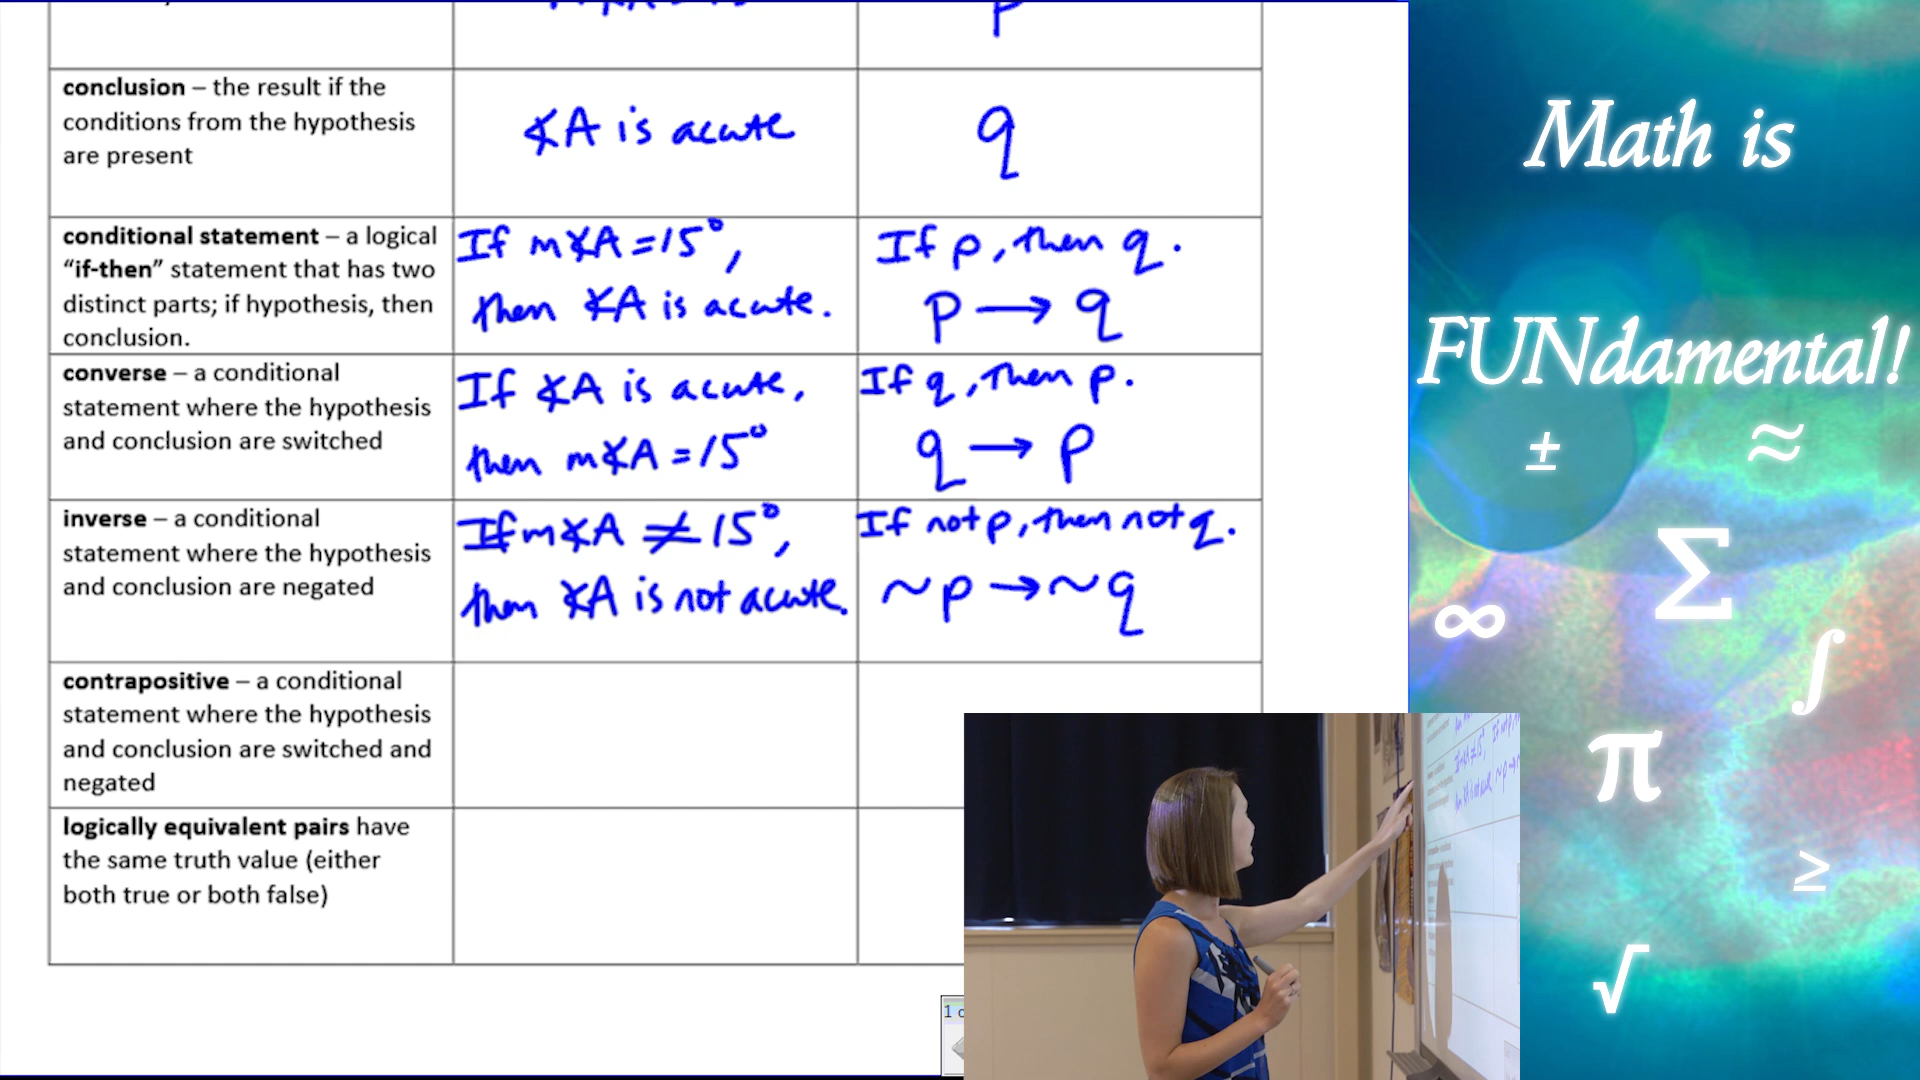 conclusion – the result if the
conditions from the hypothesis
are present
∡A is acute
q
conditional statement – a logical
“if-then” statement that has two
distinct parts; if hypothesis, then
conclusion.
If m∡A = 15°,
then ∡A is acute.
If p, then q.
p → q
converse – a conditional
statement where the hypothesis
and conclusion are switched
If ∡A is acute,
then m∡A = 15°
If q, then p.
q → p
inverse – a conditional
statement where the hypothesis
and conclusion are negated
If m∡A ≠ 15°,
then ∡A is not acute.
If not p, then not q.
~p → ~q
contrapositive – a conditional
statement where the hypothesis
and conclusion are switched and
negated
logically equivalent pairs have
the same truth value (either
both true or both false)
Math is
FUNdamental!
± ≈
Σ
∞
∫
π
≥
√